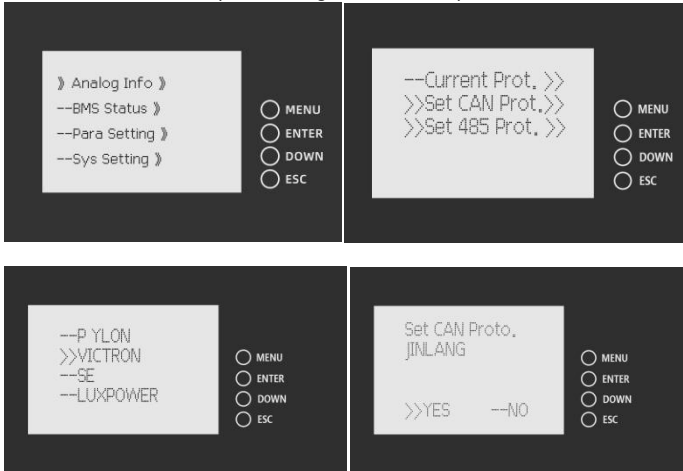 》 Analog Info 》
--BMS Status 》
--Para Setting 》
--Sys Setting 》
MENU
ENTER
DOWN
ESC
--Current Prot. >>
>>Set CAN Prot.>>
>>Set 485 Prot. >>
MENU
ENTER
DOWN
ESC
--P YLON
>>VICTRON
--SE
--LUXPOWER
MENU
ENTER
DOWN
ESC
Set CAN Proto.
JINLANG
>>YES --NO
MENU
ENTER
DOWN
ESC